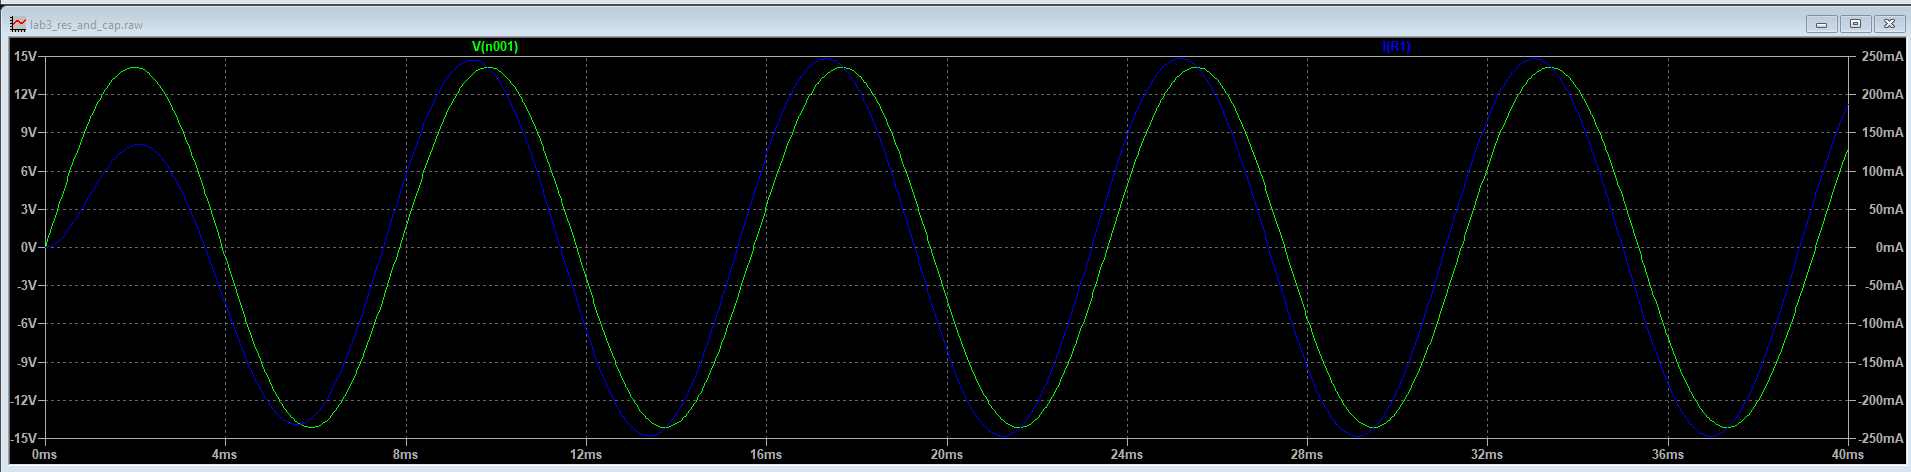 lab3_res_and_cap.raw
V(n001) I(R1)
15V 250mA
12V 200mA
9V 150mA
6V 100mA
3V 50mA
0V 0mA
-3V -50mA
-6V -100mA
-9V -150mA
-12V -200mA
-15V -250mA
0ms 4ms 8ms 12ms 16ms 20ms 24ms 28ms 32ms 36ms 40ms